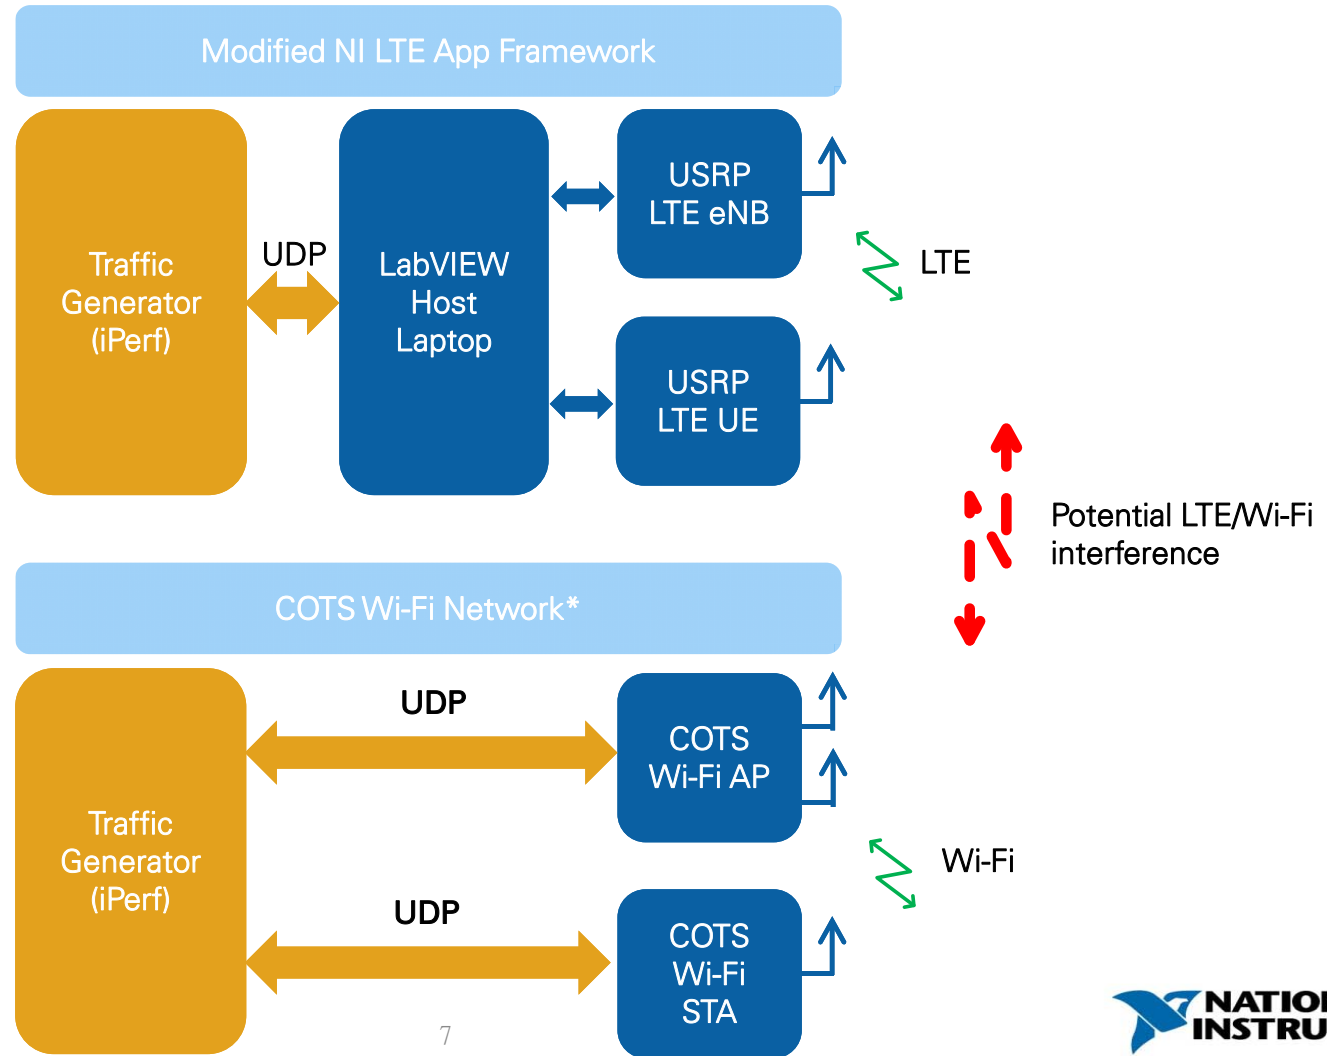 Modified NI LTE App Framework
Traffic
Generator
(iPerf)
UDP
LabVIEW
Host
Laptop
USRP
LTE eNB
LTE
USRP
LTE UE
Potential LTE/Wi-Fi
interference
COTS Wi-Fi Network*
Traffic
Generator
(iPerf)
UDP
COTS
Wi-Fi AP
Wi-Fi
UDP
COTS
Wi-Fi
STA
7
NATION
INSTRU